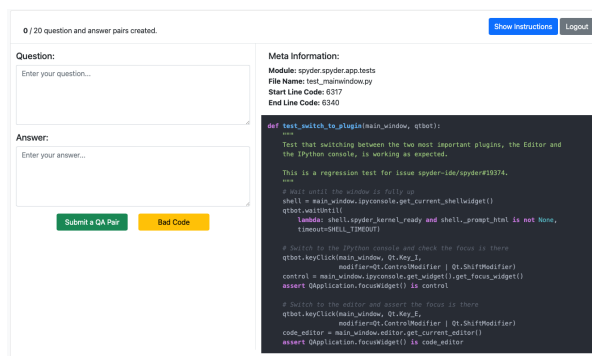 0 / 20 question and answer pairs created.
Show Instructions
Logout
Question:
Enter your question...
Answer:
Enter your answer...
Submit a QA Pair
Bad Code
Meta Information:
Module: spyder.spyder.app.tests
File Name: test_mainwindow.py
Start Line Code: 6317
End Line Code: 6340
def test_switch_to_plugin(main_window, qtbot):
"""
Test that switching between the two most important plugins, the Editor and
the IPython console, is working as expected.
This is a regression test for issue spyder-ide/spyder#19374.
"""
# Wait until the window is fully up
shell = main_window.ipyconsole.get_current_shellwidget()
qtbot.waitUntil(
lambda: shell.spyder_kernel_ready and shell._prompt_html is not None,
timeout=SHELL_TIMEOUT)
# Switch to the IPython console and check the focus is there
qtbot.keyClick(main_window, Qt.Key_I,
modifier=Qt.ControlModifier | Qt.ShiftModifier)
control = main_window.ipyconsole.get_widget().get_focus_widget()
assert QApplication.focusWidget() is control
# Switch to the editor and assert the focus is there
qtbot.keyClick(main_window, Qt.Key_E,
modifier=Qt.ControlModifier | Qt.ShiftModifier)
code_editor = main_window.editor.get_current_editor()
assert QApplication.focusWidget() is code_editor